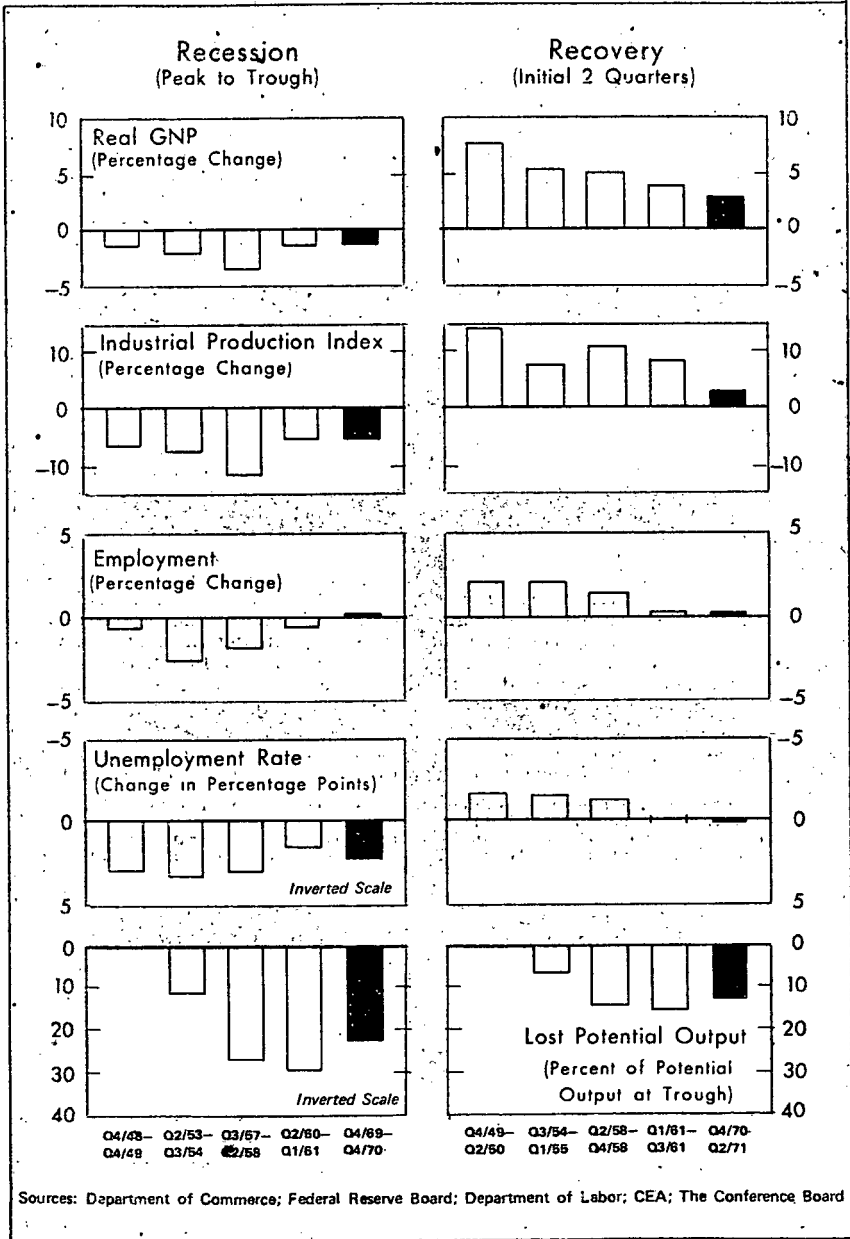 Recession
(Peak to Trough)
Recovery
(Initial 2 Quarters)
10
5
0
−5
Real GNP
(Percentage Change)
10
5
0
−5
10
0
−10
Industrial Production Index
(Percentage Change)
10
0
−10
5
0
−5
Employment
(Percentage Change)
5
0
−5
−5
0
5
Unemployment Rate
(Change in Percentage Points)
Inverted Scale
−5
0
5
0
10
20
30
40
Inverted Scale
0
10
20
30
40
Lost Potential Output
(Percent of Potential
Output at Trough)
Q4/48– Q2/53– Q3/57– Q2/60– Q4/69–
Q4/49 Q3/54 Q2/58 Q1/61 Q4/70
Q4/49– Q3/54– Q2/58– Q1/61– Q4/70
Q2/50 Q1/55 Q4/58 Q3/61 Q2/71
Sources: Department of Commerce; Federal Reserve Board; Department of Labor; CEA; The Conference Board